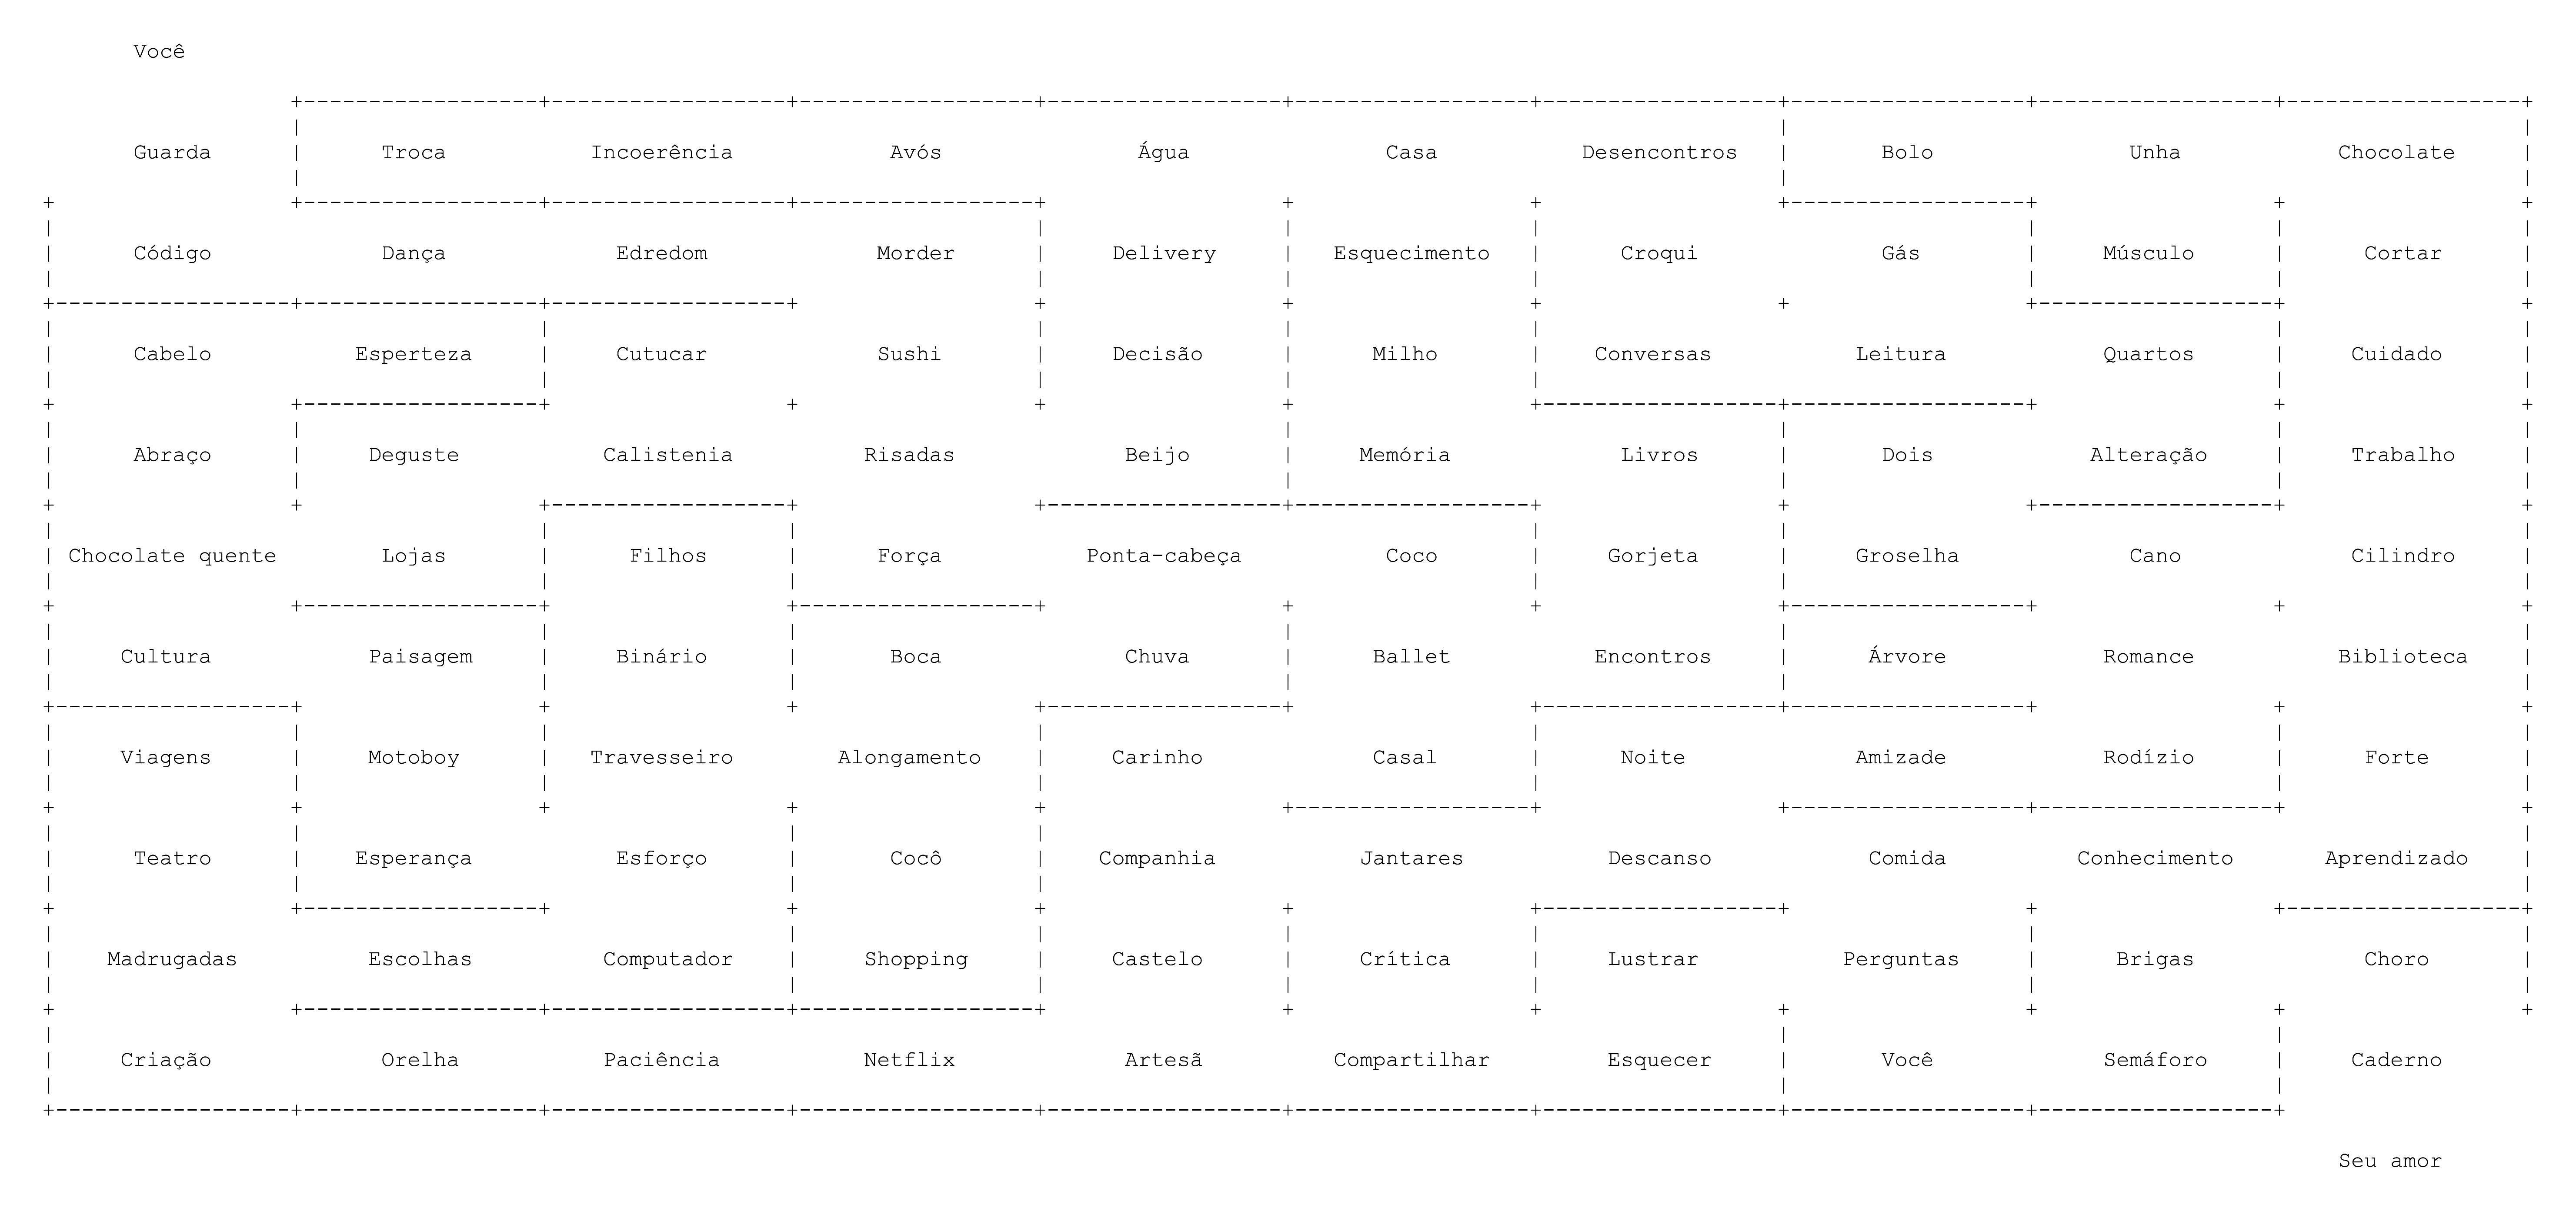 Você
Guarda Troca Incoerência Avós Água Casa Desencontros Bolo Unha Chocolate
Código Dança Edredom Morder Delivery Esquecimento Croqui Gás Músculo Cortar
Cabelo Esperteza Cutucar Sushi Decisão Milho Conversas Leitura Quartos Cuidado
Abraço Deguste Calistenia Risadas Beijo Memória Livros Dois Alteração Trabalho
Chocolate quente Lojas Filhos Força Ponta-cabeça Coco Gorjeta Groselha Cano Cilindro
Cultura Paisagem Binário Boca Chuva Ballet Encontros Árvore Romance Biblioteca
Viagens Motoboy Travesseiro Alongamento Carinho Casal Noite Amizade Rodízio Forte
Teatro Esperança Esforço Cocô Companhia Jantares Descanso Comida Conhecimento Aprendizado
Madrugadas Escolhas Computador Shopping Castelo Crítica Lustrar Perguntas Brigas Choro
Criação Orelha Paciência Netflix Artesã Compartilhar Esquecer Você Semáforo Caderno
Seu amor